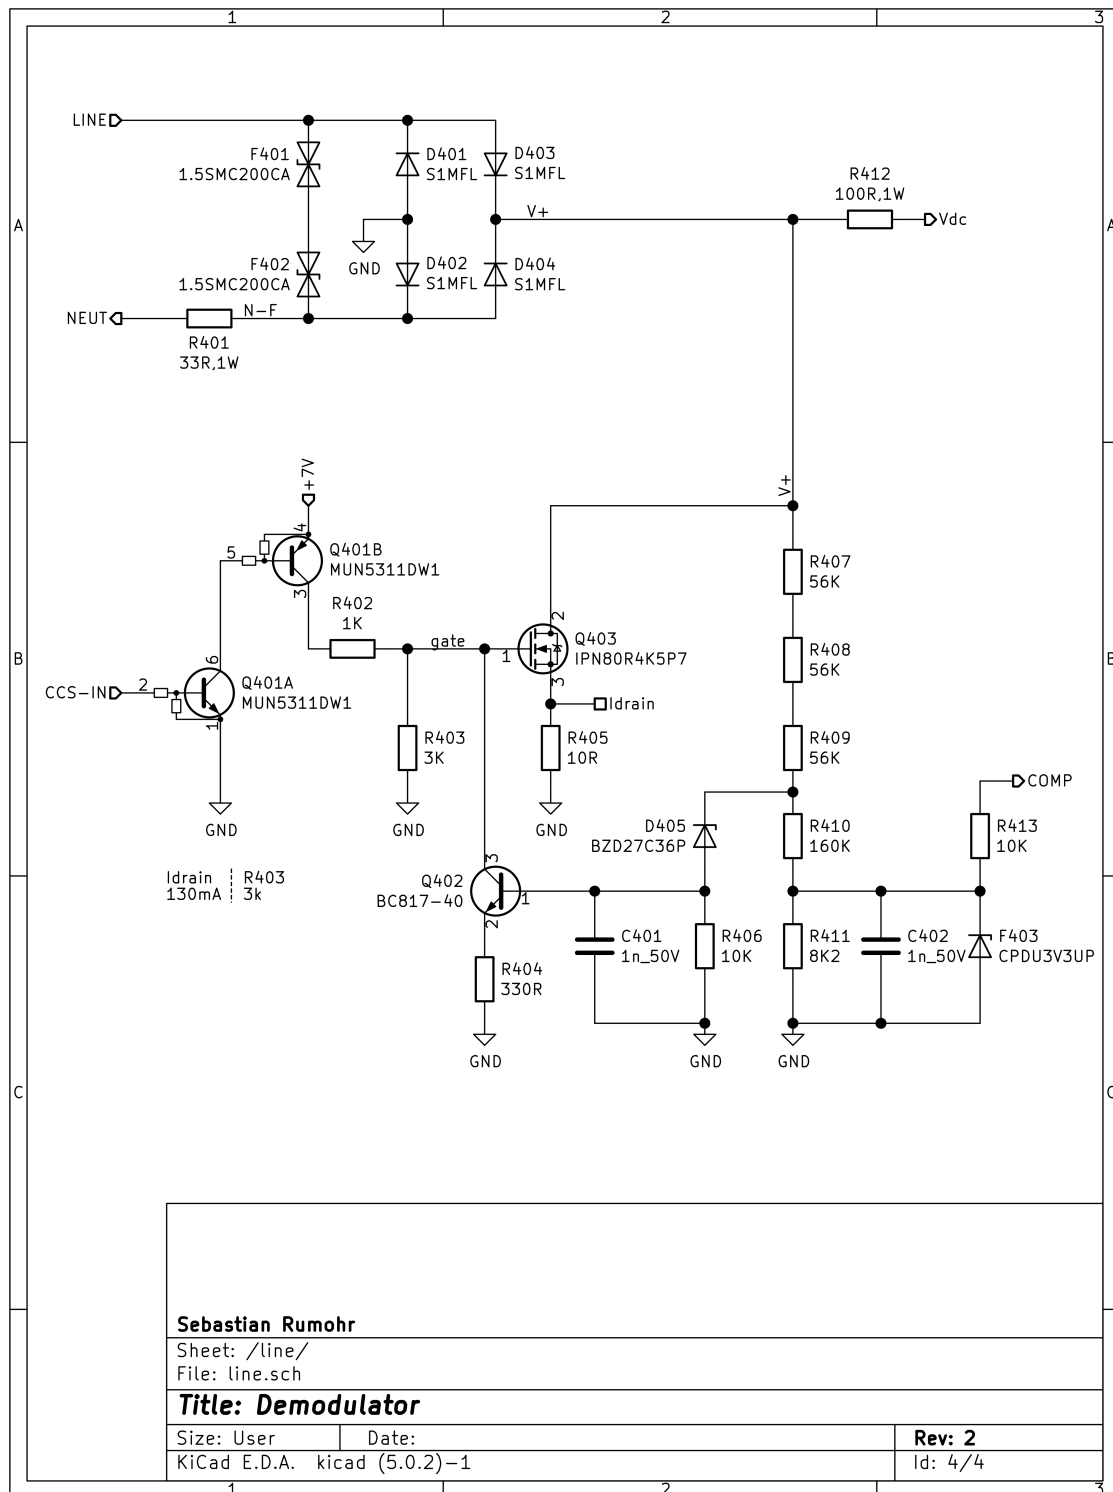 1 2 3
LINE
F401
1.5SMC200CA
D401
S1MFL
D403
S1MFL
R412
100R,1W
A
V+
Vdc
A
GND
F402
1.5SMC200CA
D402
S1MFL
D404
S1MFL
NEUT
N-F
R401
33R,1W
+7V
V+
4
5
Q401B
MUN5311DW1
3
R407
56K
R402
1K
gate
2
1
Q403
IPN80R4K5P7
3
B
R408
56K
B
6
CCS-IN
2
Q401A
MUN5311DW1
1
Idrain
R403
3K
R405
10R
R409
56K
COMP
GND
GND
GND
D405
BZD27C36P
R410
160K
R413
10K
Idrain
130mA
R403
3k
3
Q402
BC817-40
1
2
C401
1n_50V
R406
10K
R411
8K2
C402
1n_50V
F403
CPDU3V3UP
R404
330R
GND
GND
GND
C
C
Sebastian Rumohr
Sheet: /line/
File: line.sch
Title: Demodulator
Size: User
Date:
Rev: 2
KiCad E.D.A. kicad (5.0.2)-1
Id: 4/4
1 2 3